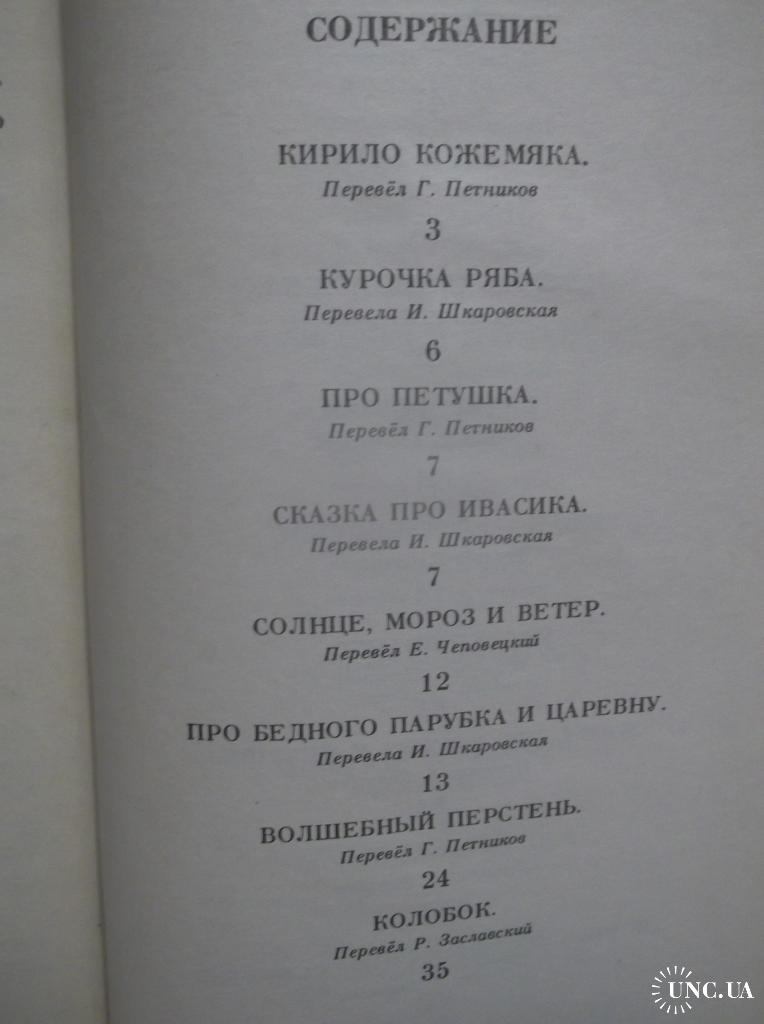 СОДЕРЖАНИЕ
КИРИЛО КОЖЕМЯКА.
Перевёл Г. Петников
3
КУРОЧКА РЯБА.
Перевела И. Шкаровская
6
ПРО ПЕТУШКА.
Перевёл Г. Петников
7
СКАЗКА ПРО ИВАСИКА.
Перевела И. Шкаровская
7
СОЛНЦЕ, МОРОЗ И ВЕТЕР.
Перевёл Е. Чеповецкий
12
ПРО БЕДНОГО ПАРУБКА И ЦАРЕВНУ.
Перевела И. Шкаровская
13
ВОЛШЕБНЫЙ ПЕРСТЕНЬ.
Перевёл Г. Петников
24
КОЛОБОК.
Перевёл Р. Заславский
35
UNC.UA